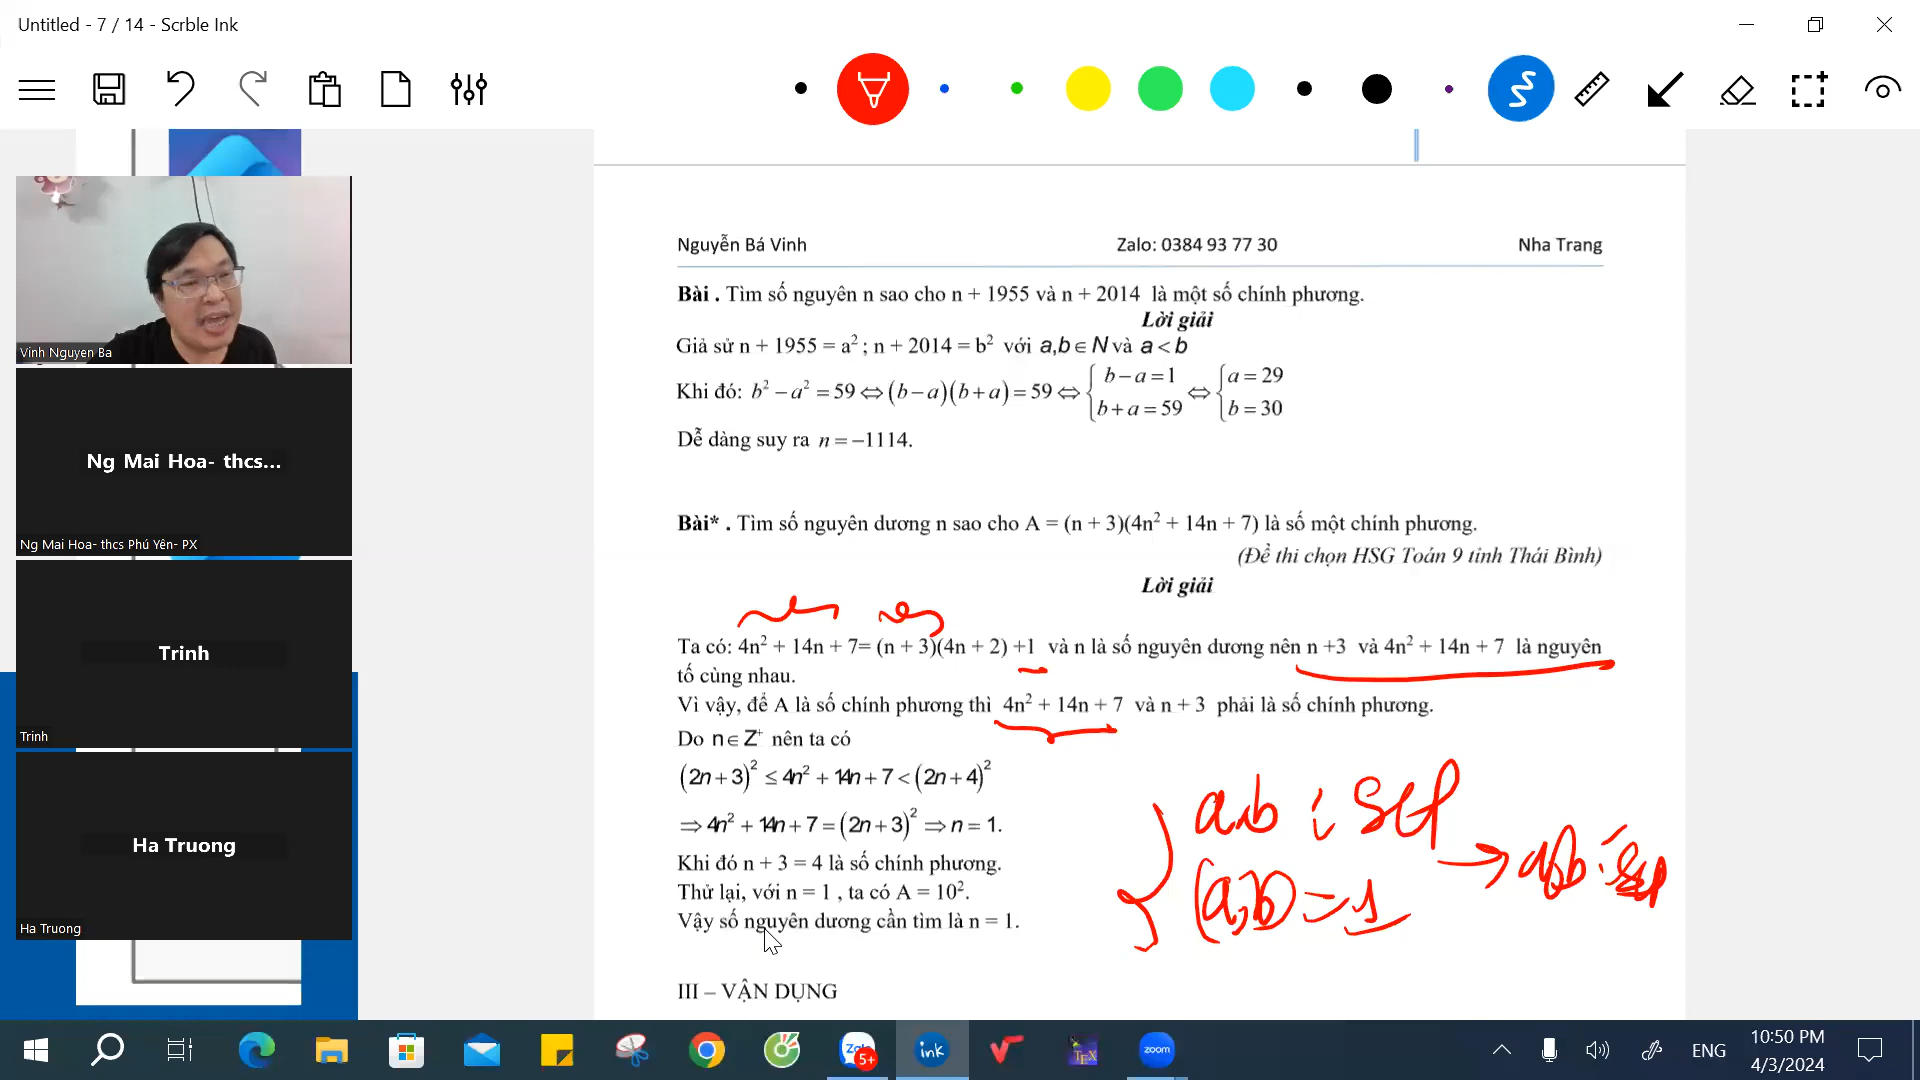 Untitled - 7 / 14 - Scrble Ink
Vinh Nguyen Ba
Ng Mai Hoa- thcs...
Ng Mai Hoa- thcs Phú Yên- PX
Trinh
Trinh
Ha Truong
Ha Truong
Nguyễn Bá Vinh Zalo: 0384 93 77 30 Nha Trang
Bài . Tìm số nguyên n sao cho n + 1955 và n + 2014 là một số chính phương.
Lời giải
Giả sử n + 1955 = a²; n + 2014 = b² với a,b ∈ N và a < b
Khi đó: b² − a² = 59 ⇔ (b − a)(b + a) = 59 ⇔ { b − a = 1 ; b + a = 59 ⇔ { a = 29 ; b = 30
Dễ dàng suy ra n = −1114.
Bài* . Tìm số nguyên dương n sao cho A = (n + 3)(4n² + 14n + 7) là số một chính phương.
(Đề thi chọn HSG Toán 9 tỉnh Thái Bình)
Lời giải
Ta có: 4n² + 14n + 7= (n + 3)(4n + 2) +1 và n là số nguyên dương nên n +3 và 4n² + 14n + 7 là nguyên
tố cùng nhau.
Vì vậy, để A là số chính phương thì 4n² + 14n + 7 và n + 3 phải là số chính phương.
Do n ∈ Z⁺ nên ta có
(2n + 3)² ≤ 4n² + 14n + 7 < (2n + 4)²
⇒ 4n² + 14n + 7 = (2n + 3)² ⇒ n = 1.
Khi đó n + 3 = 4 là số chính phương.
Thử lại, với n = 1 , ta có A = 10².
Vậy số nguyên dương cần tìm là n = 1.
a.b : SCP
(a,b) = 1
III – VẬN DỤNG
Zalo
5+
ink
TEX
zoom
ENG
10:50 PM
4/3/2024